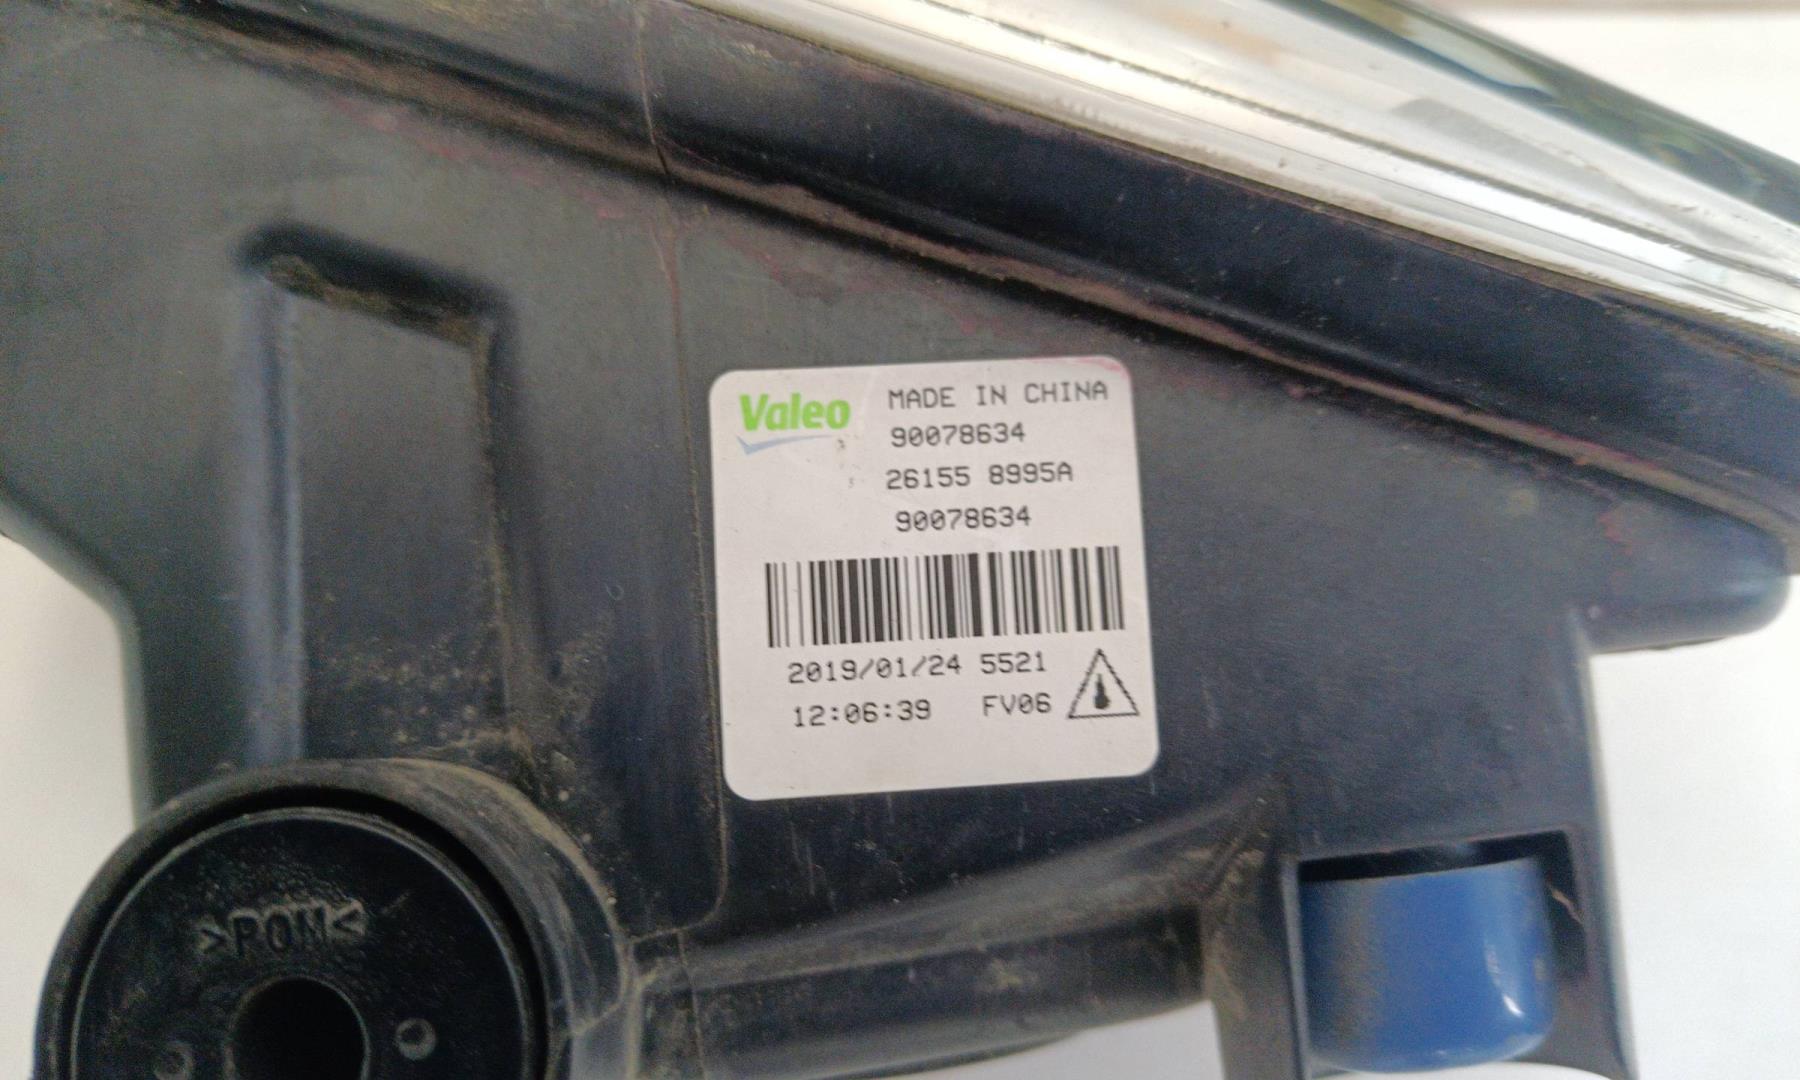 Valeo
MADE IN CHINA
90078634
26155 8995A
90078634
2019/01/24 5521
12:06:39 FV06
>POM<